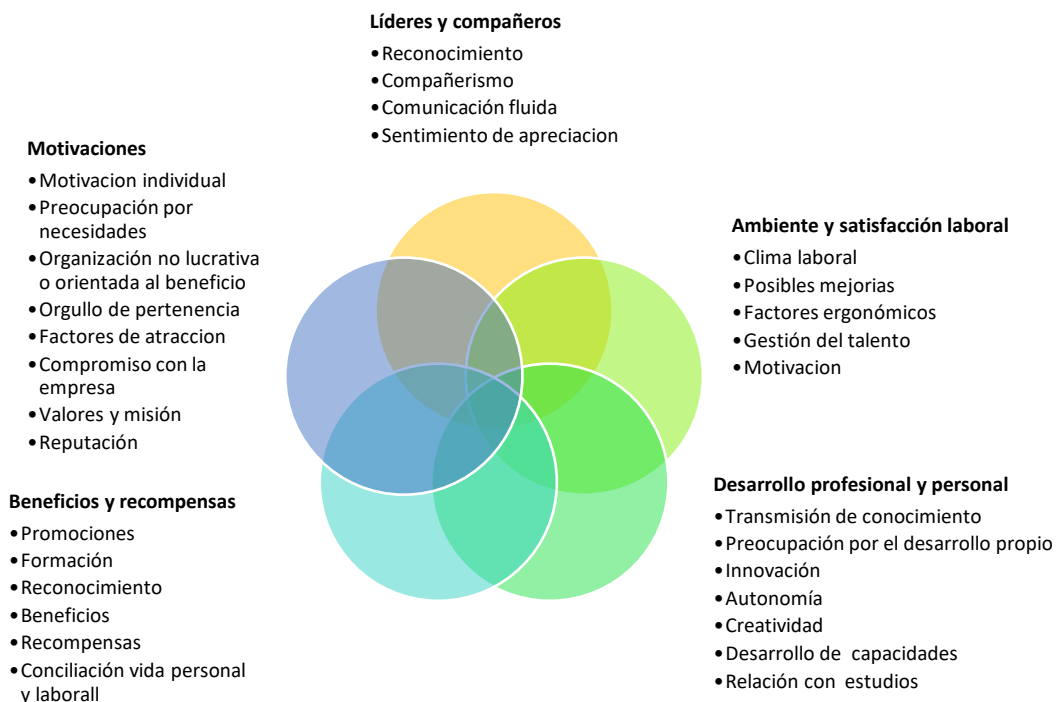 Líderes y compañeros
•Reconocimiento
•Compañerismo
•Comunicación fluida
•Sentimiento de apreciacion
Motivaciones
•Motivacion individual
•Preocupación por
necesidades
•Organización no lucrativa
o orientada al beneficio
•Orgullo de pertenencia
•Factores de atraccion
•Compromiso con la
empresa
•Valores y misión
•Reputación
Ambiente y satisfacción laboral
•Clima laboral
•Posibles mejorias
•Factores ergonómicos
•Gestión del talento
•Motivacion
Beneficios y recompensas
•Promociones
•Formación
•Reconocimiento
•Beneficios
•Recompensas
•Conciliación vida personal
y laborall
Desarrollo profesional y personal
•Transmisión de conocimiento
•Preocupación por el desarrollo propio
•Innovación
•Autonomía
•Creatividad
•Desarrollo de capacidades
•Relación con estudios